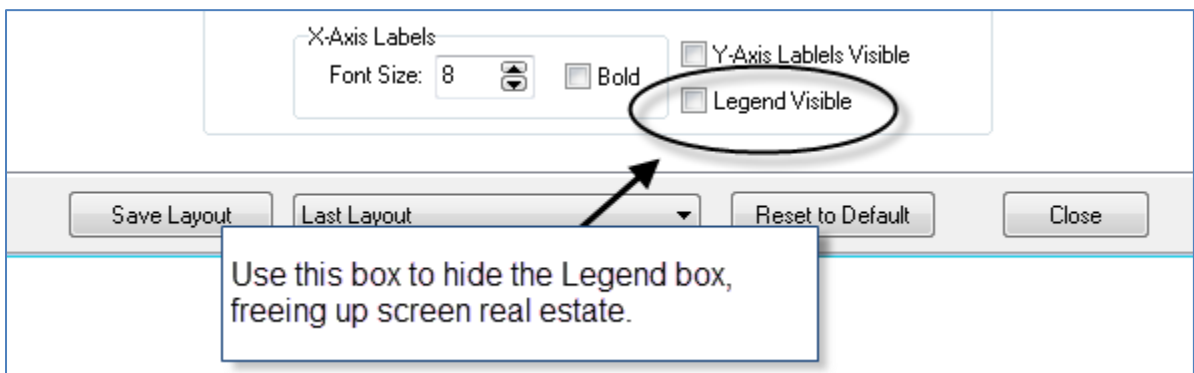 X-Axis Labels
Font Size: 8 Bold
Y-Axis Lablels Visible
Legend Visible
Save Layout Last Layout Reset to Default Close
Use this box to hide the Legend box,
freeing up screen real estate.